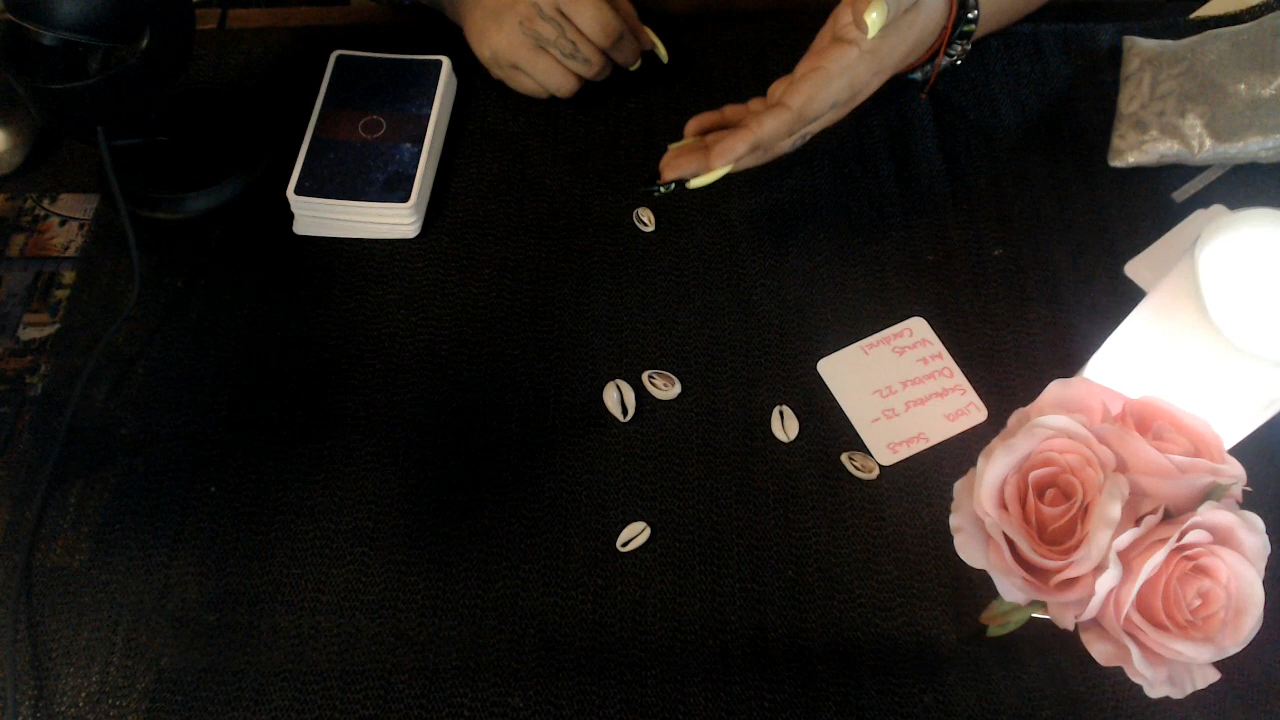 Libra Scales
September 23 -
October 22
Air
Venus
Cardinal